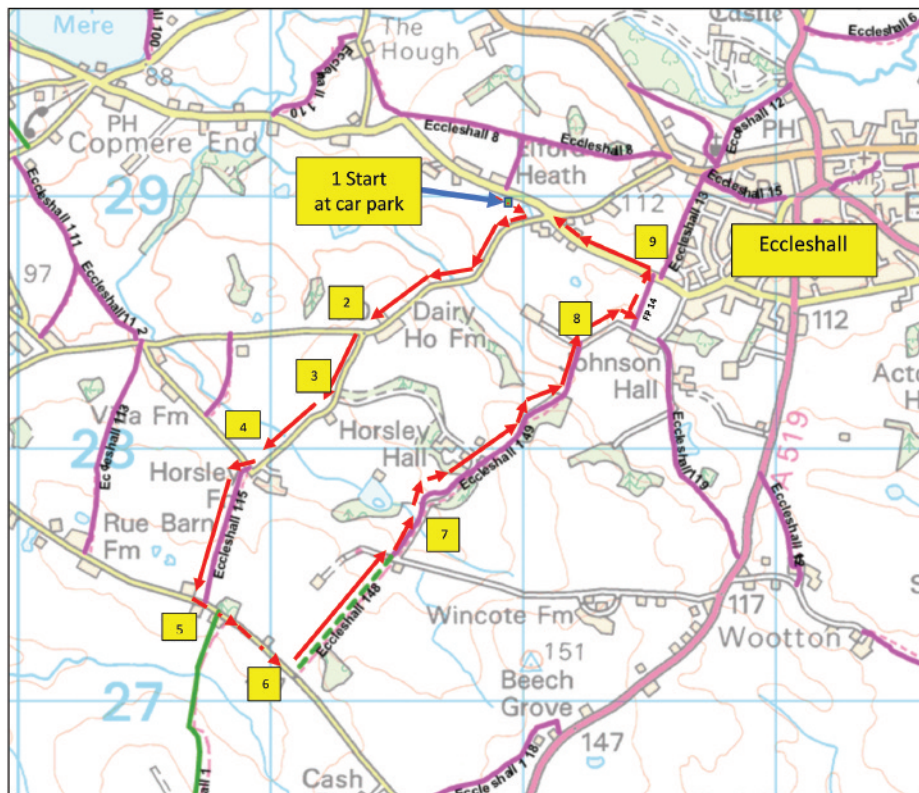 Mere
100
88
PH
Copmere End
The
Hough
Eccleshall 110
Castle
Eccleshall 6
Eccleshall 12
PH
Eccleshall 8
Eccleshall 8
Elford
Heath
29
1 Start
at car park
112
Eccleshall 13
Eccleshall 15
9
Eccleshall
Eccleshall 111
97
Eccleshall 112
2
Dairy
Ho Fm
8
FP 14
112
3
Johnson
Hall
Villa Fm
4
Horsley
Hall
Eccleshall 149
Eccleshall 119
A 519
28
Horsley
Eccleshall 113
Eccleshall 115
Rue Barn
Fm
7
Eccleshall 148
Wincote Fm
117
Wootton
5
6
151
Beech
Grove
27
147
Eccleshall 118
Cash